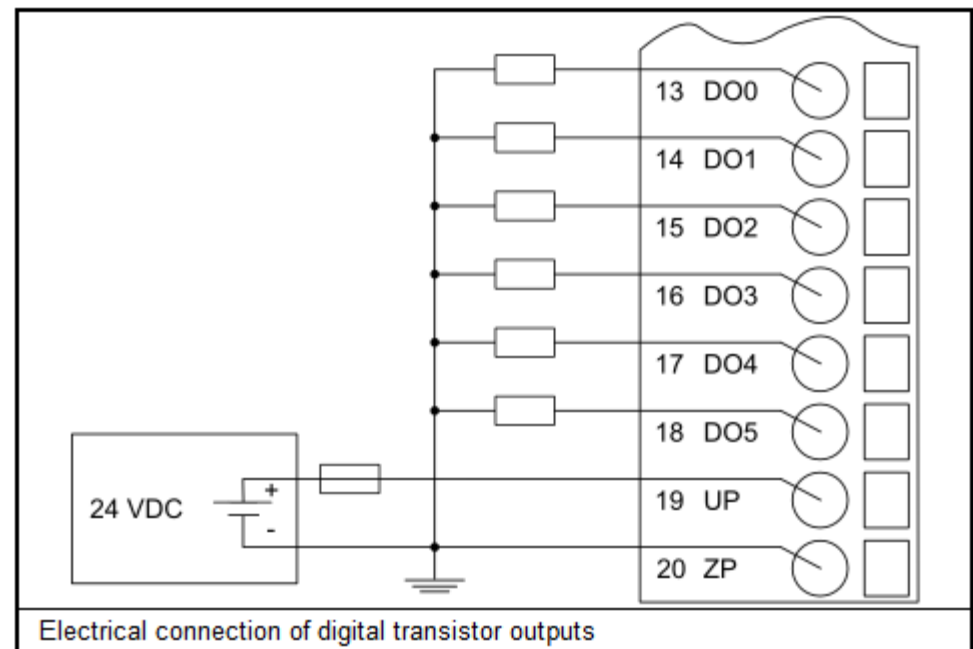 13 DO0
14 DO1
15 DO2
16 DO3
17 DO4
18 DO5
24 VDC
+
-
19 UP
20 ZP
Electrical connection of digital transistor outputs